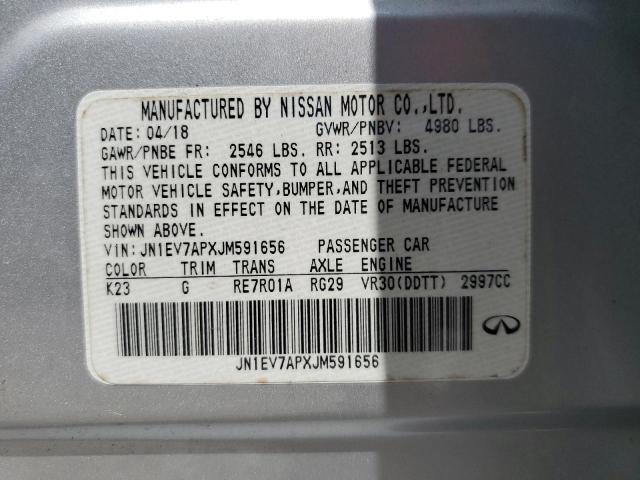 MANUFACTURED BY NISSAN MOTOR CO.,LTD.
DATE: 04/18 GVWR/PNBV: 4980 LBS.
GAWR/PNBE FR: 2546 LBS. RR: 2513 LBS.
THIS VEHICLE CONFORMS TO ALL APPLICABLE FEDERAL
MOTOR VEHICLE SAFETY,BUMPER,AND THEFT PREVENTION
STANDARDS IN EFFECT ON THE DATE OF MANUFACTURE
SHOWN ABOVE.
VIN:JN1EV7APXJM591656 PASSENGER CAR
COLOR TRIM TRANS AXLE ENGINE
K23 G RE7R01A RG29 VR30(DDTT) 2997CC
JN1EV7APXJM591656